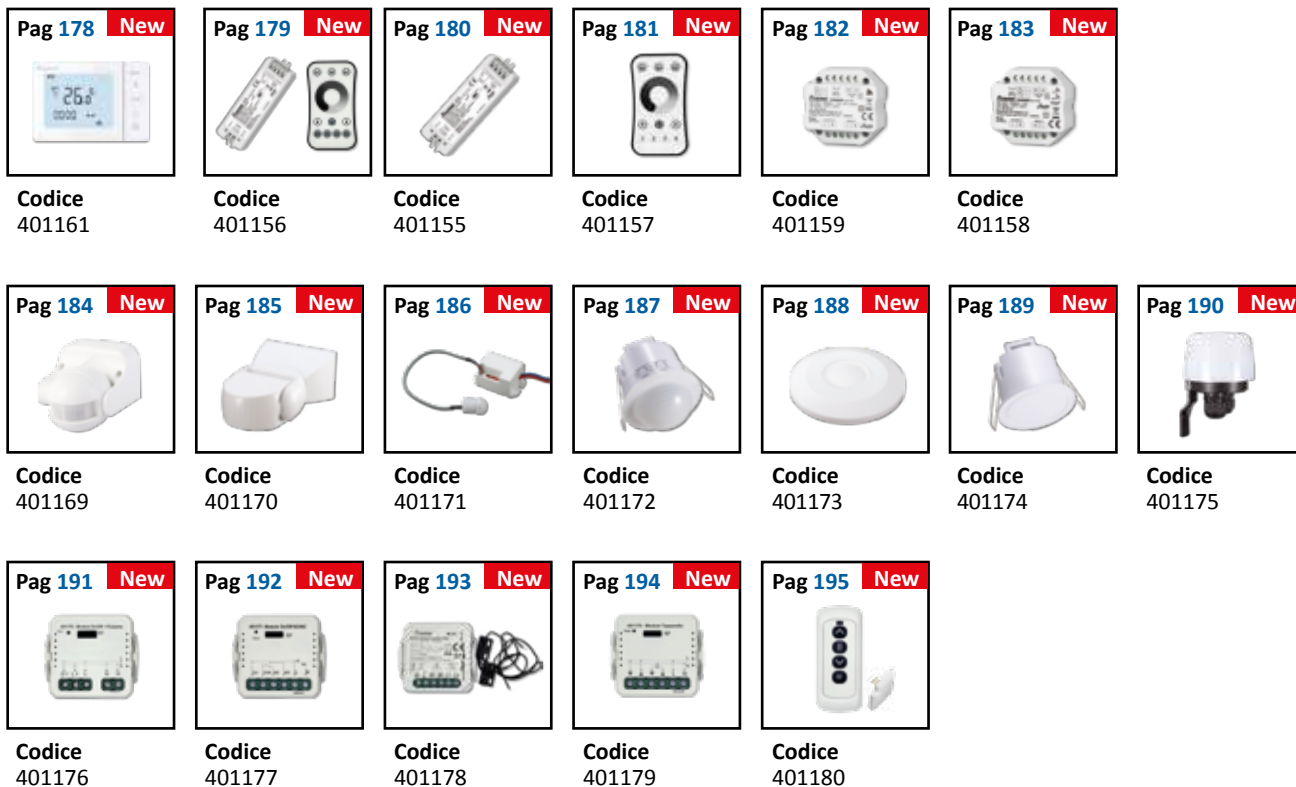 Pag 178 New
Pag 179 New
Pag 180 New
Pag 181 New
Pag 182 New
Pag 183 New
26.0°
Codice
401161
Codice
401156
Codice
401155
Codice
401157
Codice
401159
Codice
401158
Pag 184 New
Pag 185 New
Pag 186 New
Pag 187 New
Pag 188 New
Pag 189 New
Pag 190 New
Codice
401169
Codice
401170
Codice
401171
Codice
401172
Codice
401173
Codice
401174
Codice
401175
Pag 191 New
Pag 192 New
Pag 193 New
Pag 194 New
Pag 195 New
Codice
401176
Codice
401177
Codice
401178
Codice
401179
Codice
401180